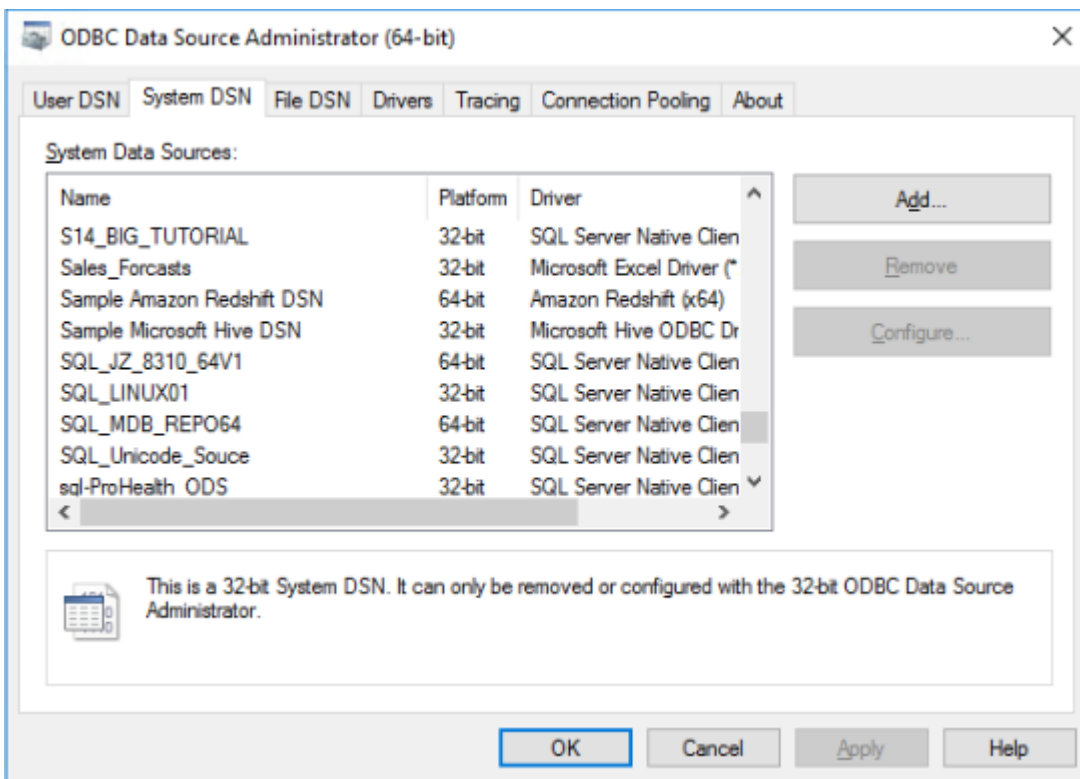 ODBC Data Source Administrator (64-bit)
User DSN System DSN File DSN Drivers Tracing Connection Pooling About
System Data Sources:
Name Platform Driver
S14_BIG_TUTORIAL 32-bit SQL Server Native Clien
Sales_Forcasts 32-bit Microsoft Excel Driver (*
Sample Amazon Redshift DSN 64-bit Amazon Redshift (x64)
Sample Microsoft Hive DSN 32-bit Microsoft Hive ODBC Dr
SQL_JZ_8310_64V1 64-bit SQL Server Native Clien
SQL_LINUX01 32-bit SQL Server Native Clien
SQL_MDB_REPO64 64-bit SQL Server Native Clien
SQL_Unicode_Souce 32-bit SQL Server Native Clien
sql-ProHealth_ODS 32-bit SQL Server Native Clien
Add...
Remove
Configure...
This is a 32-bit System DSN. It can only be removed or configured with the 32-bit ODBC Data Source
Administrator.
OK Cancel Apply Help